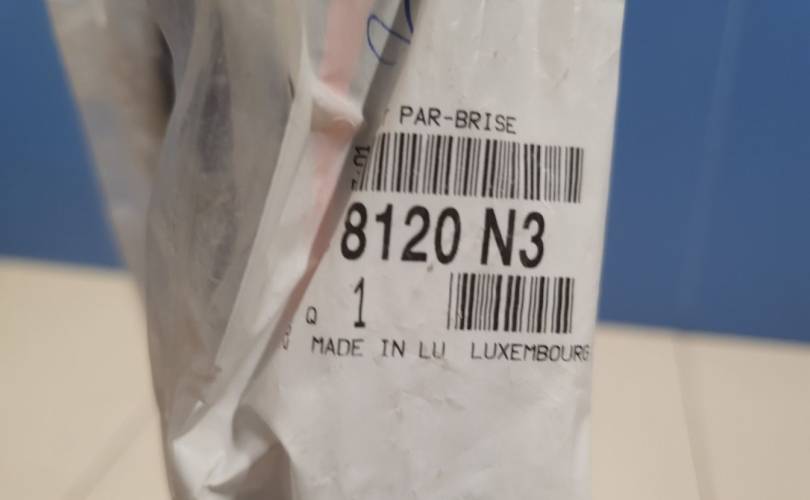 PAR-BRISE
8120 N3
Q 1
MADE IN LU LUXEMBOURG